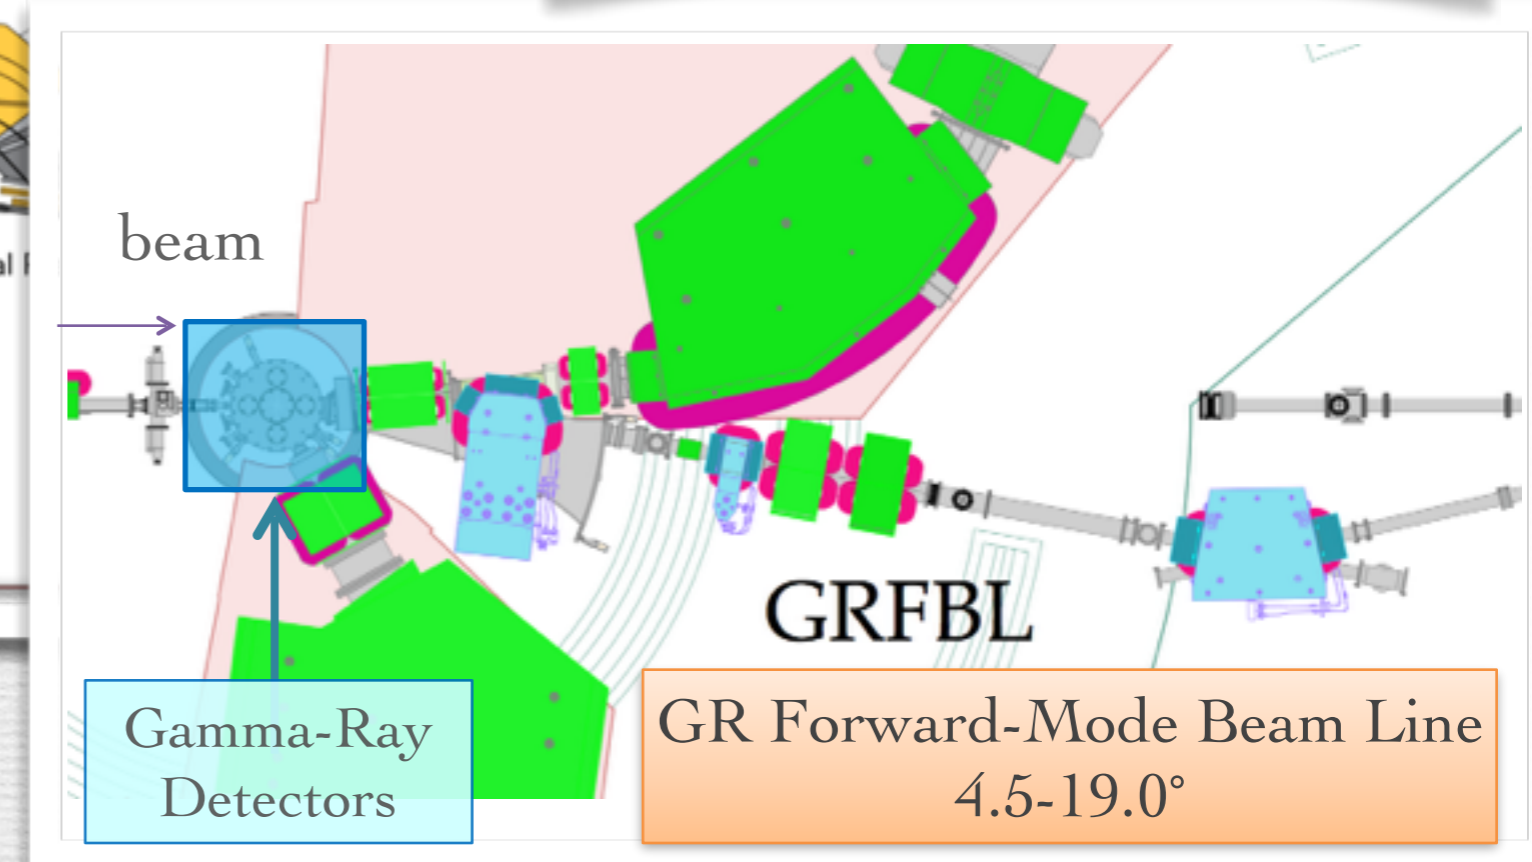 beam
GRFBL
Gamma-Ray
Detectors
GR Forward-Mode Beam Line
4.5-19.0°